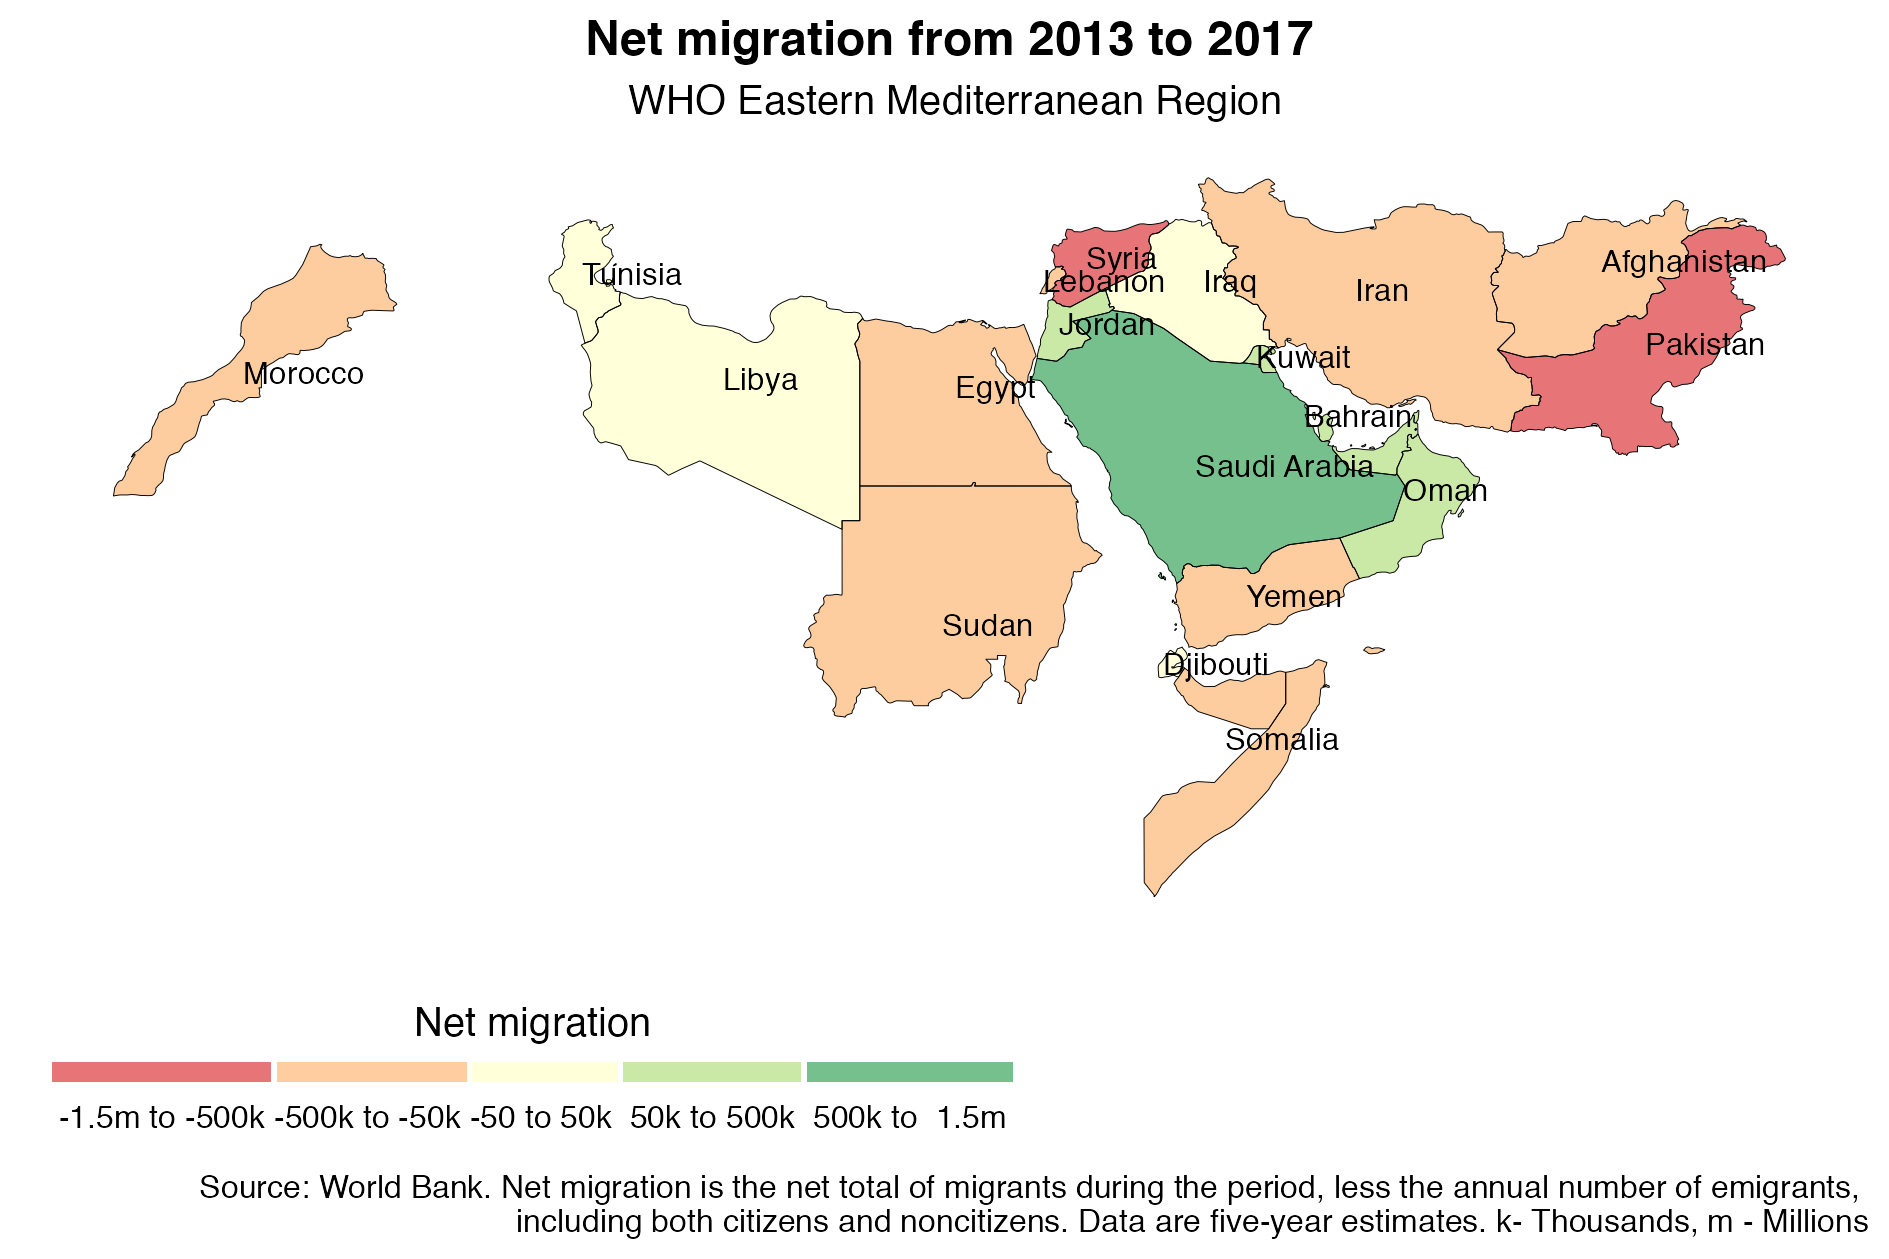 Net migration from 2013 to 2017
WHO Eastern Mediterranean Region
Syria
Afghanistan
Tunisia
Lebanon
Iraq
Iran
Jordan
Pakistan
Kuwait
Morocco
Libya
Egypt
Bahrain
Saudi Arabia
Oman
Yemen
Sudan
Djibouti
Somalia
Net migration
-1.5m to -500k -500k to -50k -50 to 50k 50k to 500k 500k to 1.5m
Source: World Bank. Net migration is the net total of migrants during the period, less the annual number of emigrants,
including both citizens and noncitizens. Data are five-year estimates. k- Thousands, m - Millions